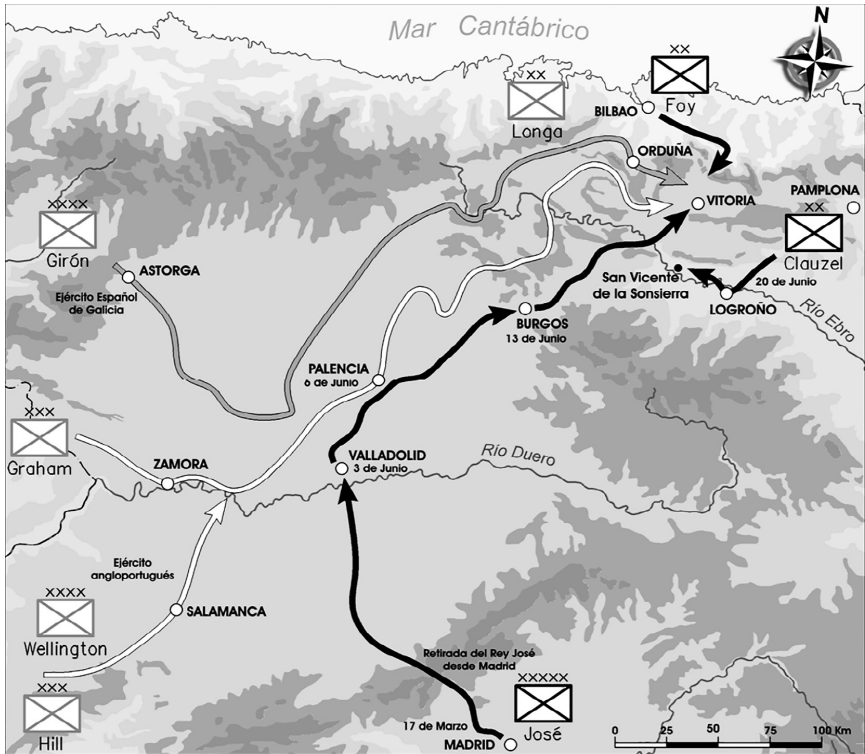 Mar Cantábrico
N
XX
Foy
XX
Longa
BILBAO
ORDUÑA
PAMPLONA
VITORIA
XXXX
Girón
XX
Clauzel
ASTORGA
Ejército Español
de Galicia
San Vicente
de la Sonsierra
20 de Junio
LOGROÑO
Río Ebro
BURGOS
13 de Junio
PALENCIA
6 de Junio
XXX
Graham
ZAMORA
VALLADOLID
3 de Junio
Río Duero
Ejército
angloportugués
XXXX
Wellington
SALAMANCA
Retirada del Rey José
desde Madrid
XXX
Hill
XXXXX
José
17 de Marzo
MADRID
0 25 50 75 100 Km